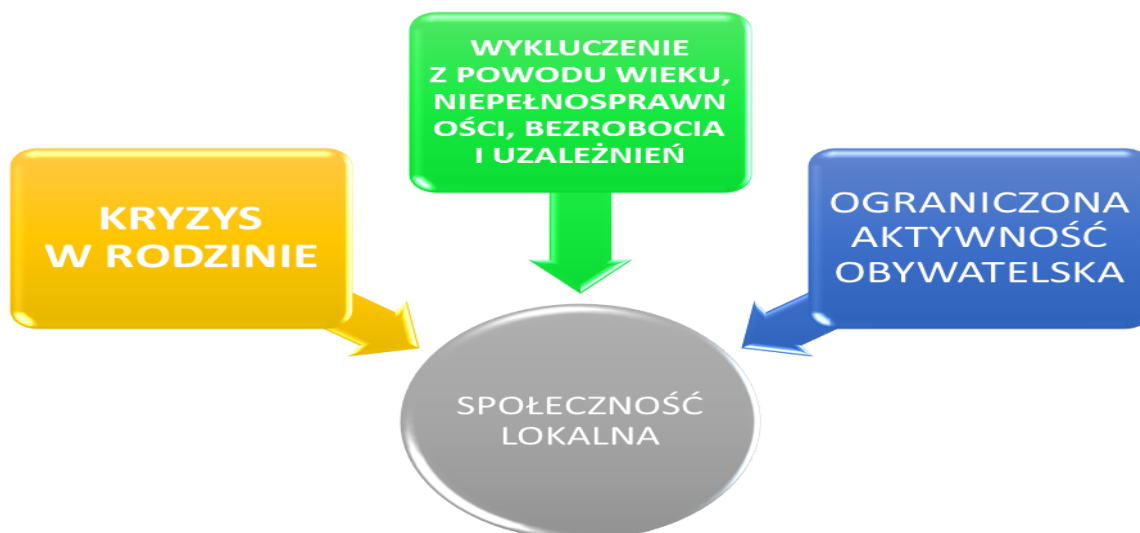 WYKLUCZENIE
Z POWODU WIEKU,
NIEPEŁNOSPRAWN
OŚCI, BEZROBOCIA
I UZALEŻNIEŃ
KRYZYS
W RODZINIE
OGRANICZONA
AKTYWNOŚĆ
OBYWATELSKA
SPOŁECZNOŚĆ
LOKALNA